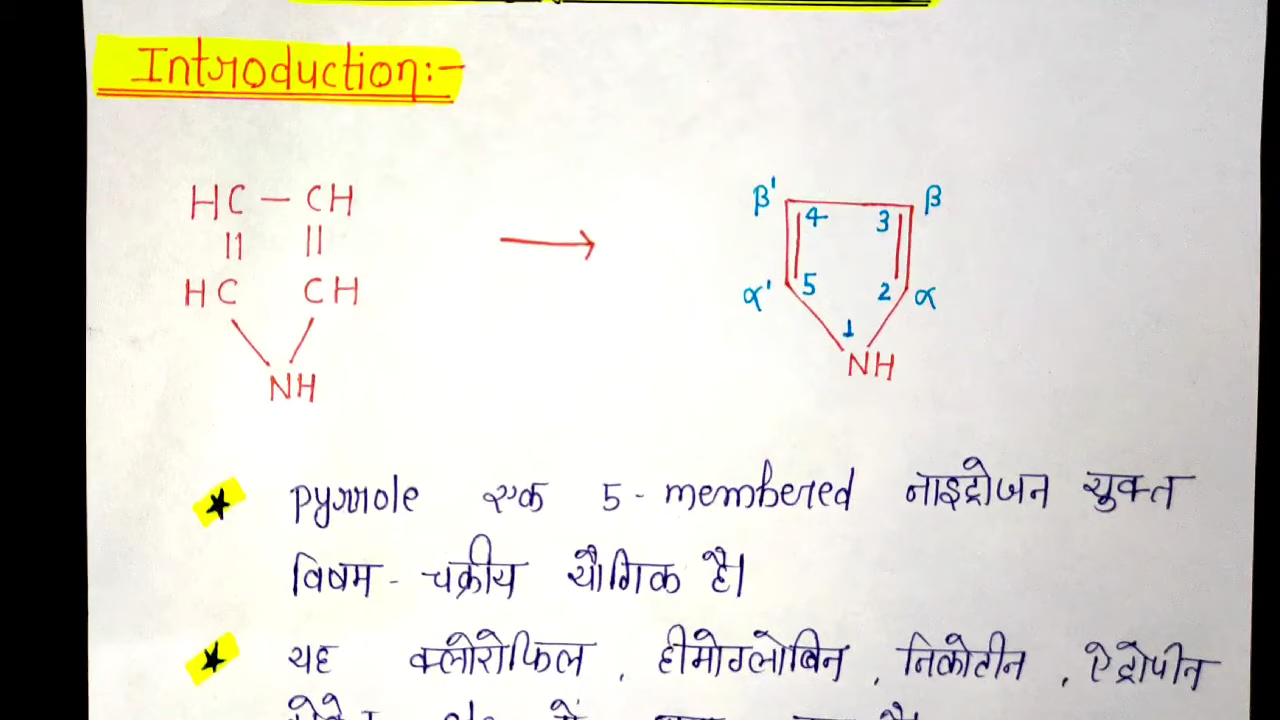 Introduction:-
HC - CH
HC CH
NH
β' 4 3 β
α' 5 2 α
1
NH
★ pyrrole एक 5 - membered नाइट्रोजन युक्त
विषम - चक्रीय यौगिक है।
★ यह क्लोरोफिल , हीमोग्लोबिन , निकोटीन , ऐट्रोपीन